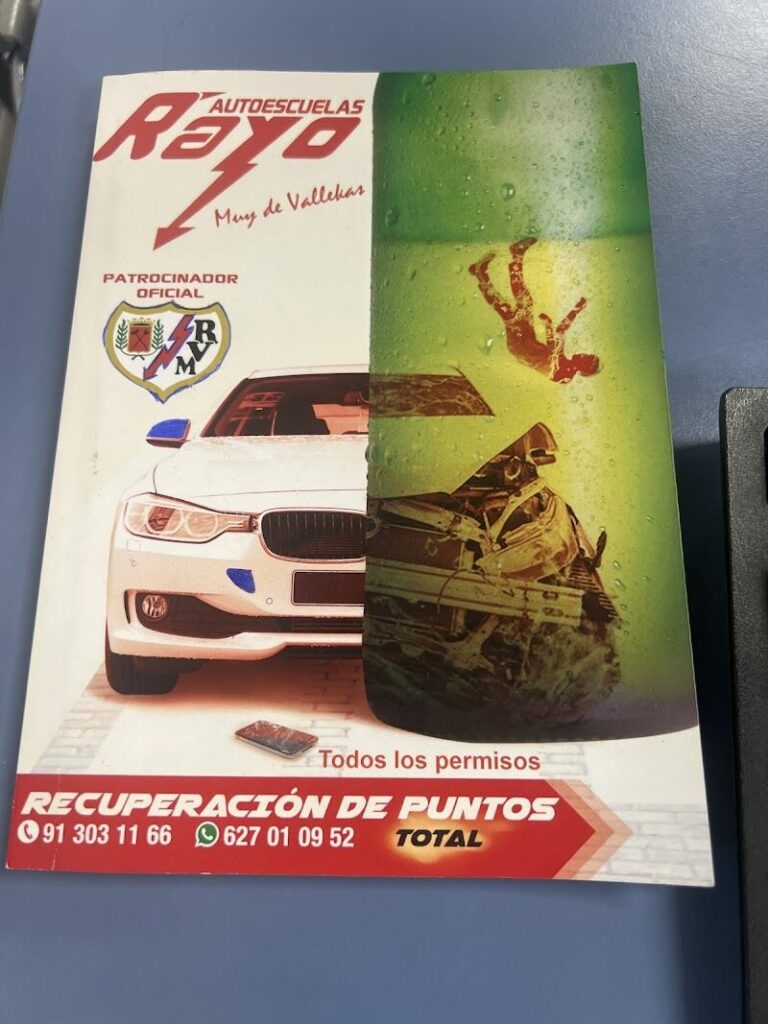 AUTOESCUELAS
Rayo
Muy de Vallekas
PATROCINADOR
OFICIAL
RVM
Todos los permisos
RECUPERACIÓN DE PUNTOS
91 303 11 66 627 01 09 52 TOTAL